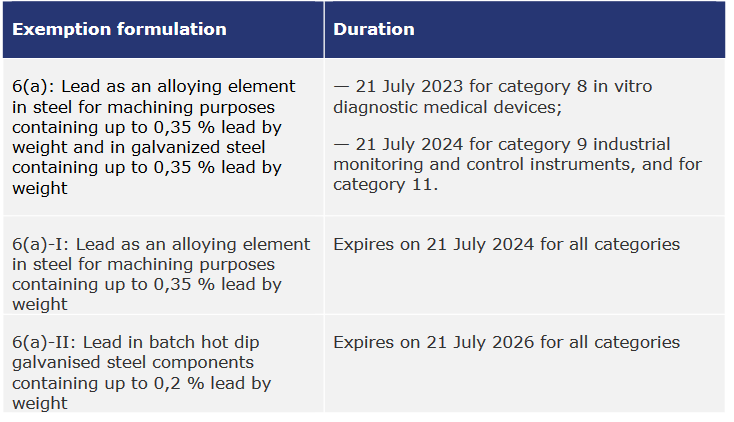 Exemption formulation
Duration
6(a): Lead as an alloying element
in steel for machining purposes
containing up to 0,35 % lead by
weight and in galvanized steel
containing up to 0,35 % lead by
weight
— 21 July 2023 for category 8 in vitro
diagnostic medical devices;
— 21 July 2024 for category 9 industrial
monitoring and control instruments, and for
category 11.
6(a)-I: Lead as an alloying element
in steel for machining purposes
containing up to 0,35 % lead by
weight
Expires on 21 July 2024 for all categories
6(a)-II: Lead in batch hot dip
galvanised steel components
containing up to 0,2 % lead by
weight
Expires on 21 July 2026 for all categories